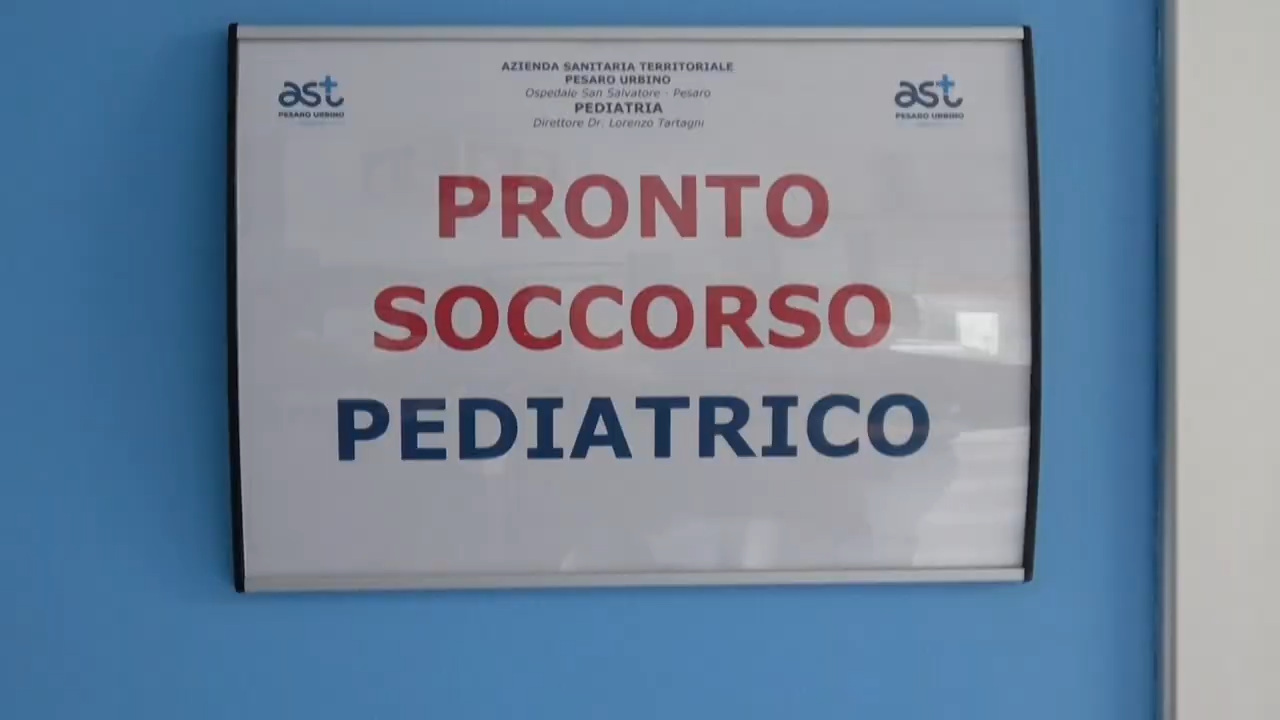 AZIENDA SANITARIA TERRITORIALE
PESARO URBINO
Ospedale San Salvatore - Pesaro
PEDIATRIA
Direttore Dr. Lorenzo Tartagni
ast
PESARO URBINO
ast
PESARO URBINO
PRONTO
SOCCORSO
PEDIATRICO